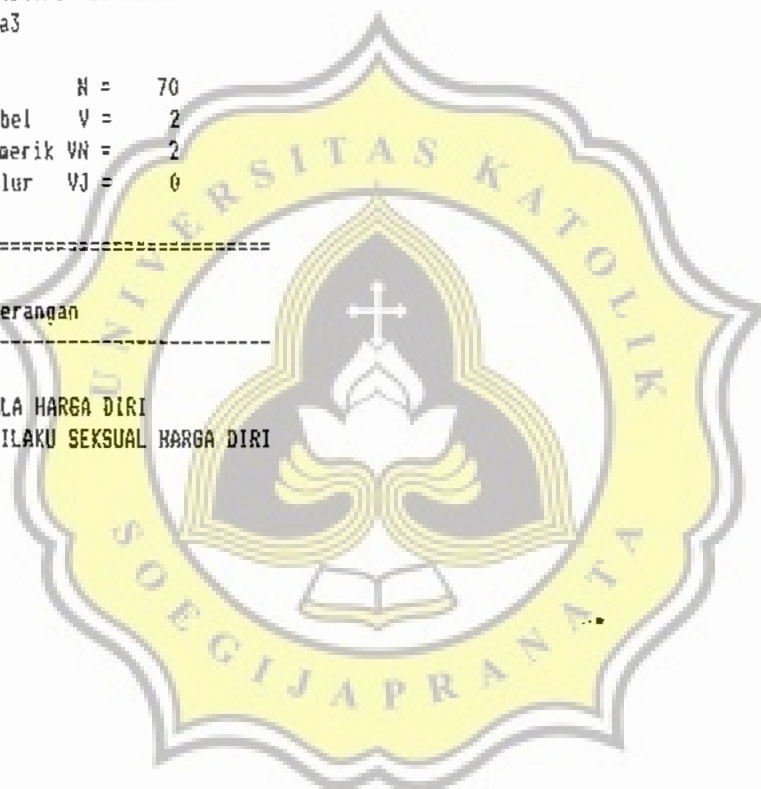 a3
N = 70
bel V = 2
merik VN = 2
lur VJ = 0
=========================
erangan
-------------------------
LA HARGA DIRI
ILAKU SEKSUAL HARGA DIRI
UNIVERSITAS KATOLIK
SOEGIJAPRANATA